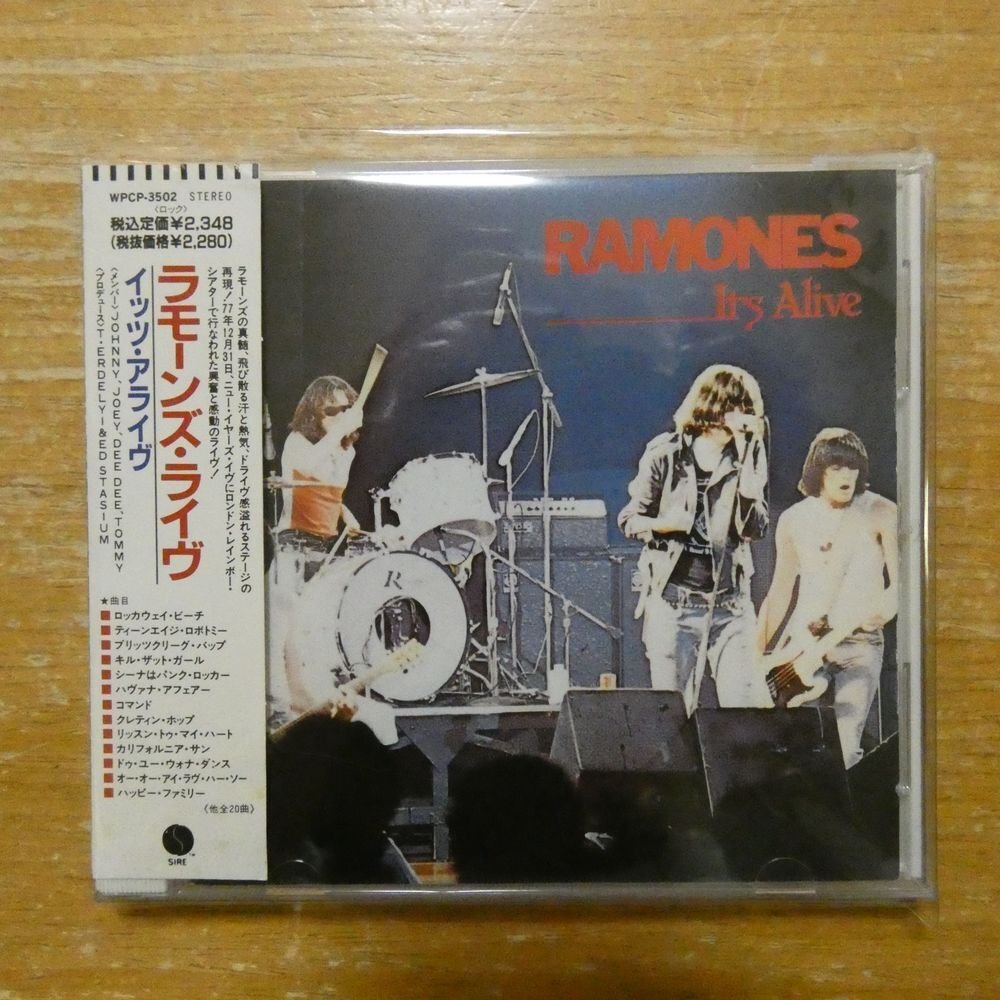 WPCP-3502 STEREO
〈ロック〉
税込定価¥2,348
(税抜価格¥2,280)
ラモーンズの真髄、飛び散る汗と熱気、ドライヴ感溢れるステージの
再現！'77年12月31日、ニュー・イヤーズ・イヴにロンドン・レインボー・
シアターで行なわれた興奮と感動のライヴ！
ラモーンズ・ライヴ
イッツ・アライヴ
〈メンバー〉JOHNNY、JOEY、DEE DEE、TOMMY
〈プロデュース〉T・ERDELYI&ED STASIUM
★曲目
■ロッカウェイ・ビーチ
■ティーンエイジ・ロボトミー
■ブリッツクリーグ・バップ
■キル・ザット・ガール
■シーナはパンク・ロッカー
■ハヴァナ・アフェアー
■コマンド
■クレティン・ホップ
■リッスン・トゥ・マイ・ハート
■カリフォルニア・サン
■ドゥ・ユー・ウォナ・ダンス
■オー・オー・アイ・ラヴ・ハー・ソー
■ハッピー・ファミリー
〈他全20曲〉
S
SIRE™
RAMONES
It's Alive
R